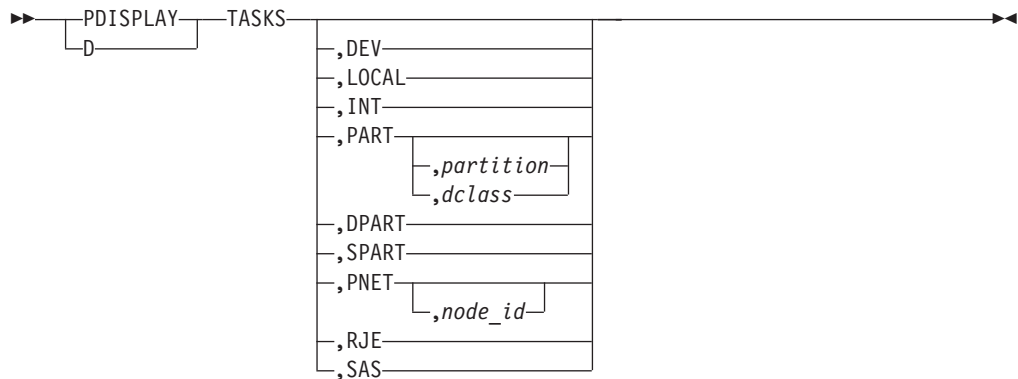 PDISPLAY TASKS
D
,DEV
,LOCAL
,INT
,PART
,partition
,dclass
,DPART
,SPART
,PNET
,node_id
,RJE
,SAS